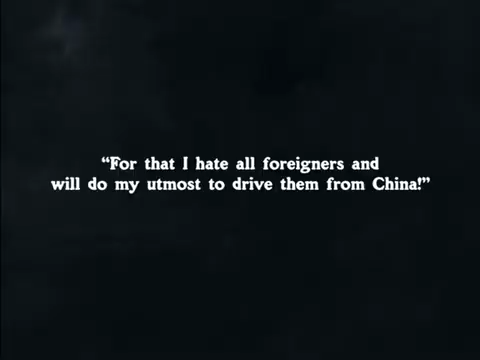 “For that I hate all foreigners and
will do my utmost to drive them from China!”